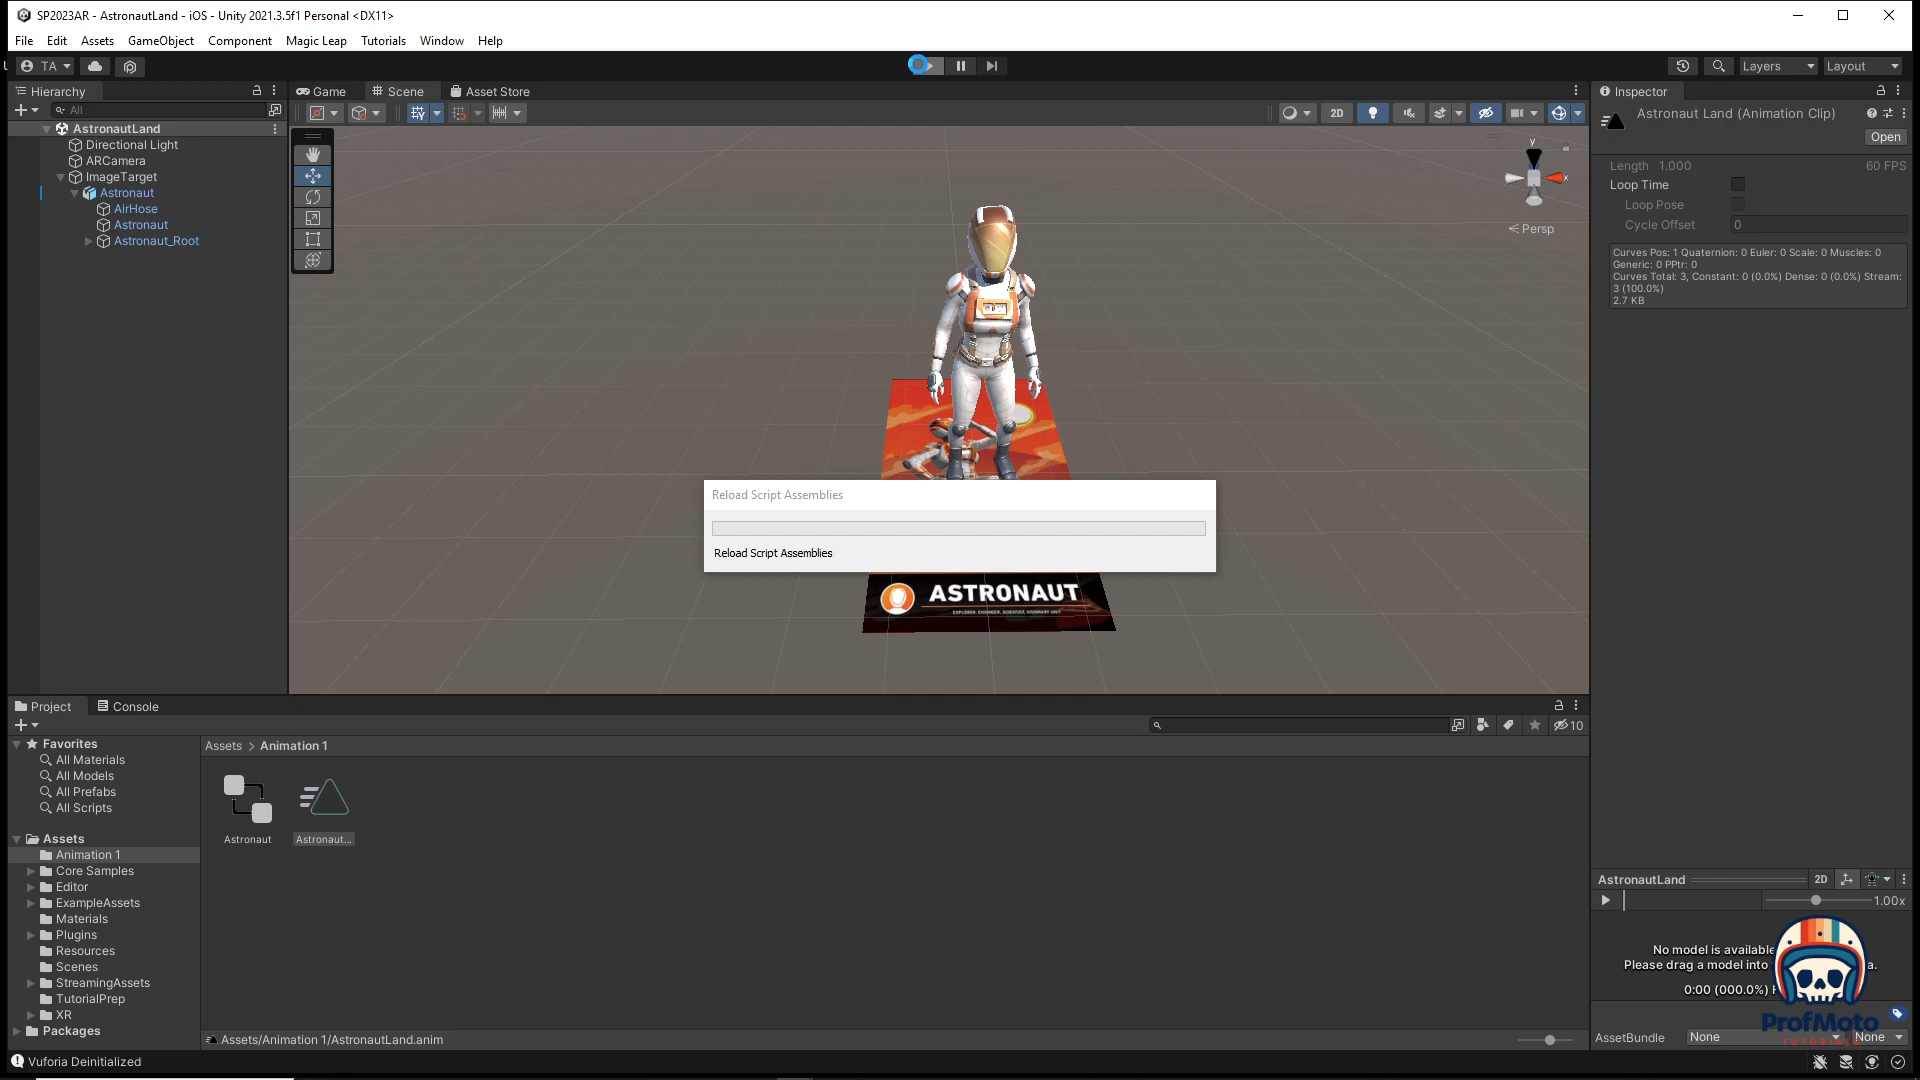 SP2023AR - AstronautLand - iOS - Unity 2021.3.5f1 Personal <DX11>
File Edit Assets GameObject Component Magic Leap Tutorials Window Help
TA
Layers
Layout
Hierarchy
All
AstronautLand
Directional Light
ARCamera
ImageTarget
Astronaut
AirHose
Astronaut
Astronaut_Root
Game
Scene
Asset Store
2D
y
x
Persp
Reload Script Assemblies
Reload Script Assemblies
ASTRONAUT
Inspector
Astronaut Land (Animation Clip)
Open
Length 1.000
60 FPS
Loop Time
Loop Pose
Cycle Offset 0
Curves Pos: 1 Quaternion: 0 Euler: 0 Scale: 0 Muscles: 0
Generic: 0 PPtr: 0
Curves Total: 3, Constant: 0 (0.0%) Dense: 0 (0.0%) Stream:
3 (100.0%)
2.7 KB
Project
Console
10
Favorites
All Materials
All Models
All Prefabs
All Scripts
Assets
Animation 1
Core Samples
Editor
ExampleAssets
Materials
Plugins
Resources
Scenes
StreamingAssets
TutorialPrep
XR
Packages
Assets > Animation 1
Astronaut
Astronaut...
Assets/Animation 1/AstronautLand.anim
AstronautLand
2D
1.00x
No model is available
Please drag a model into a.
0:00 (000.0%)
ProfMoto
TUTORIALS
AssetBundle None None
Vuforia Deinitialized